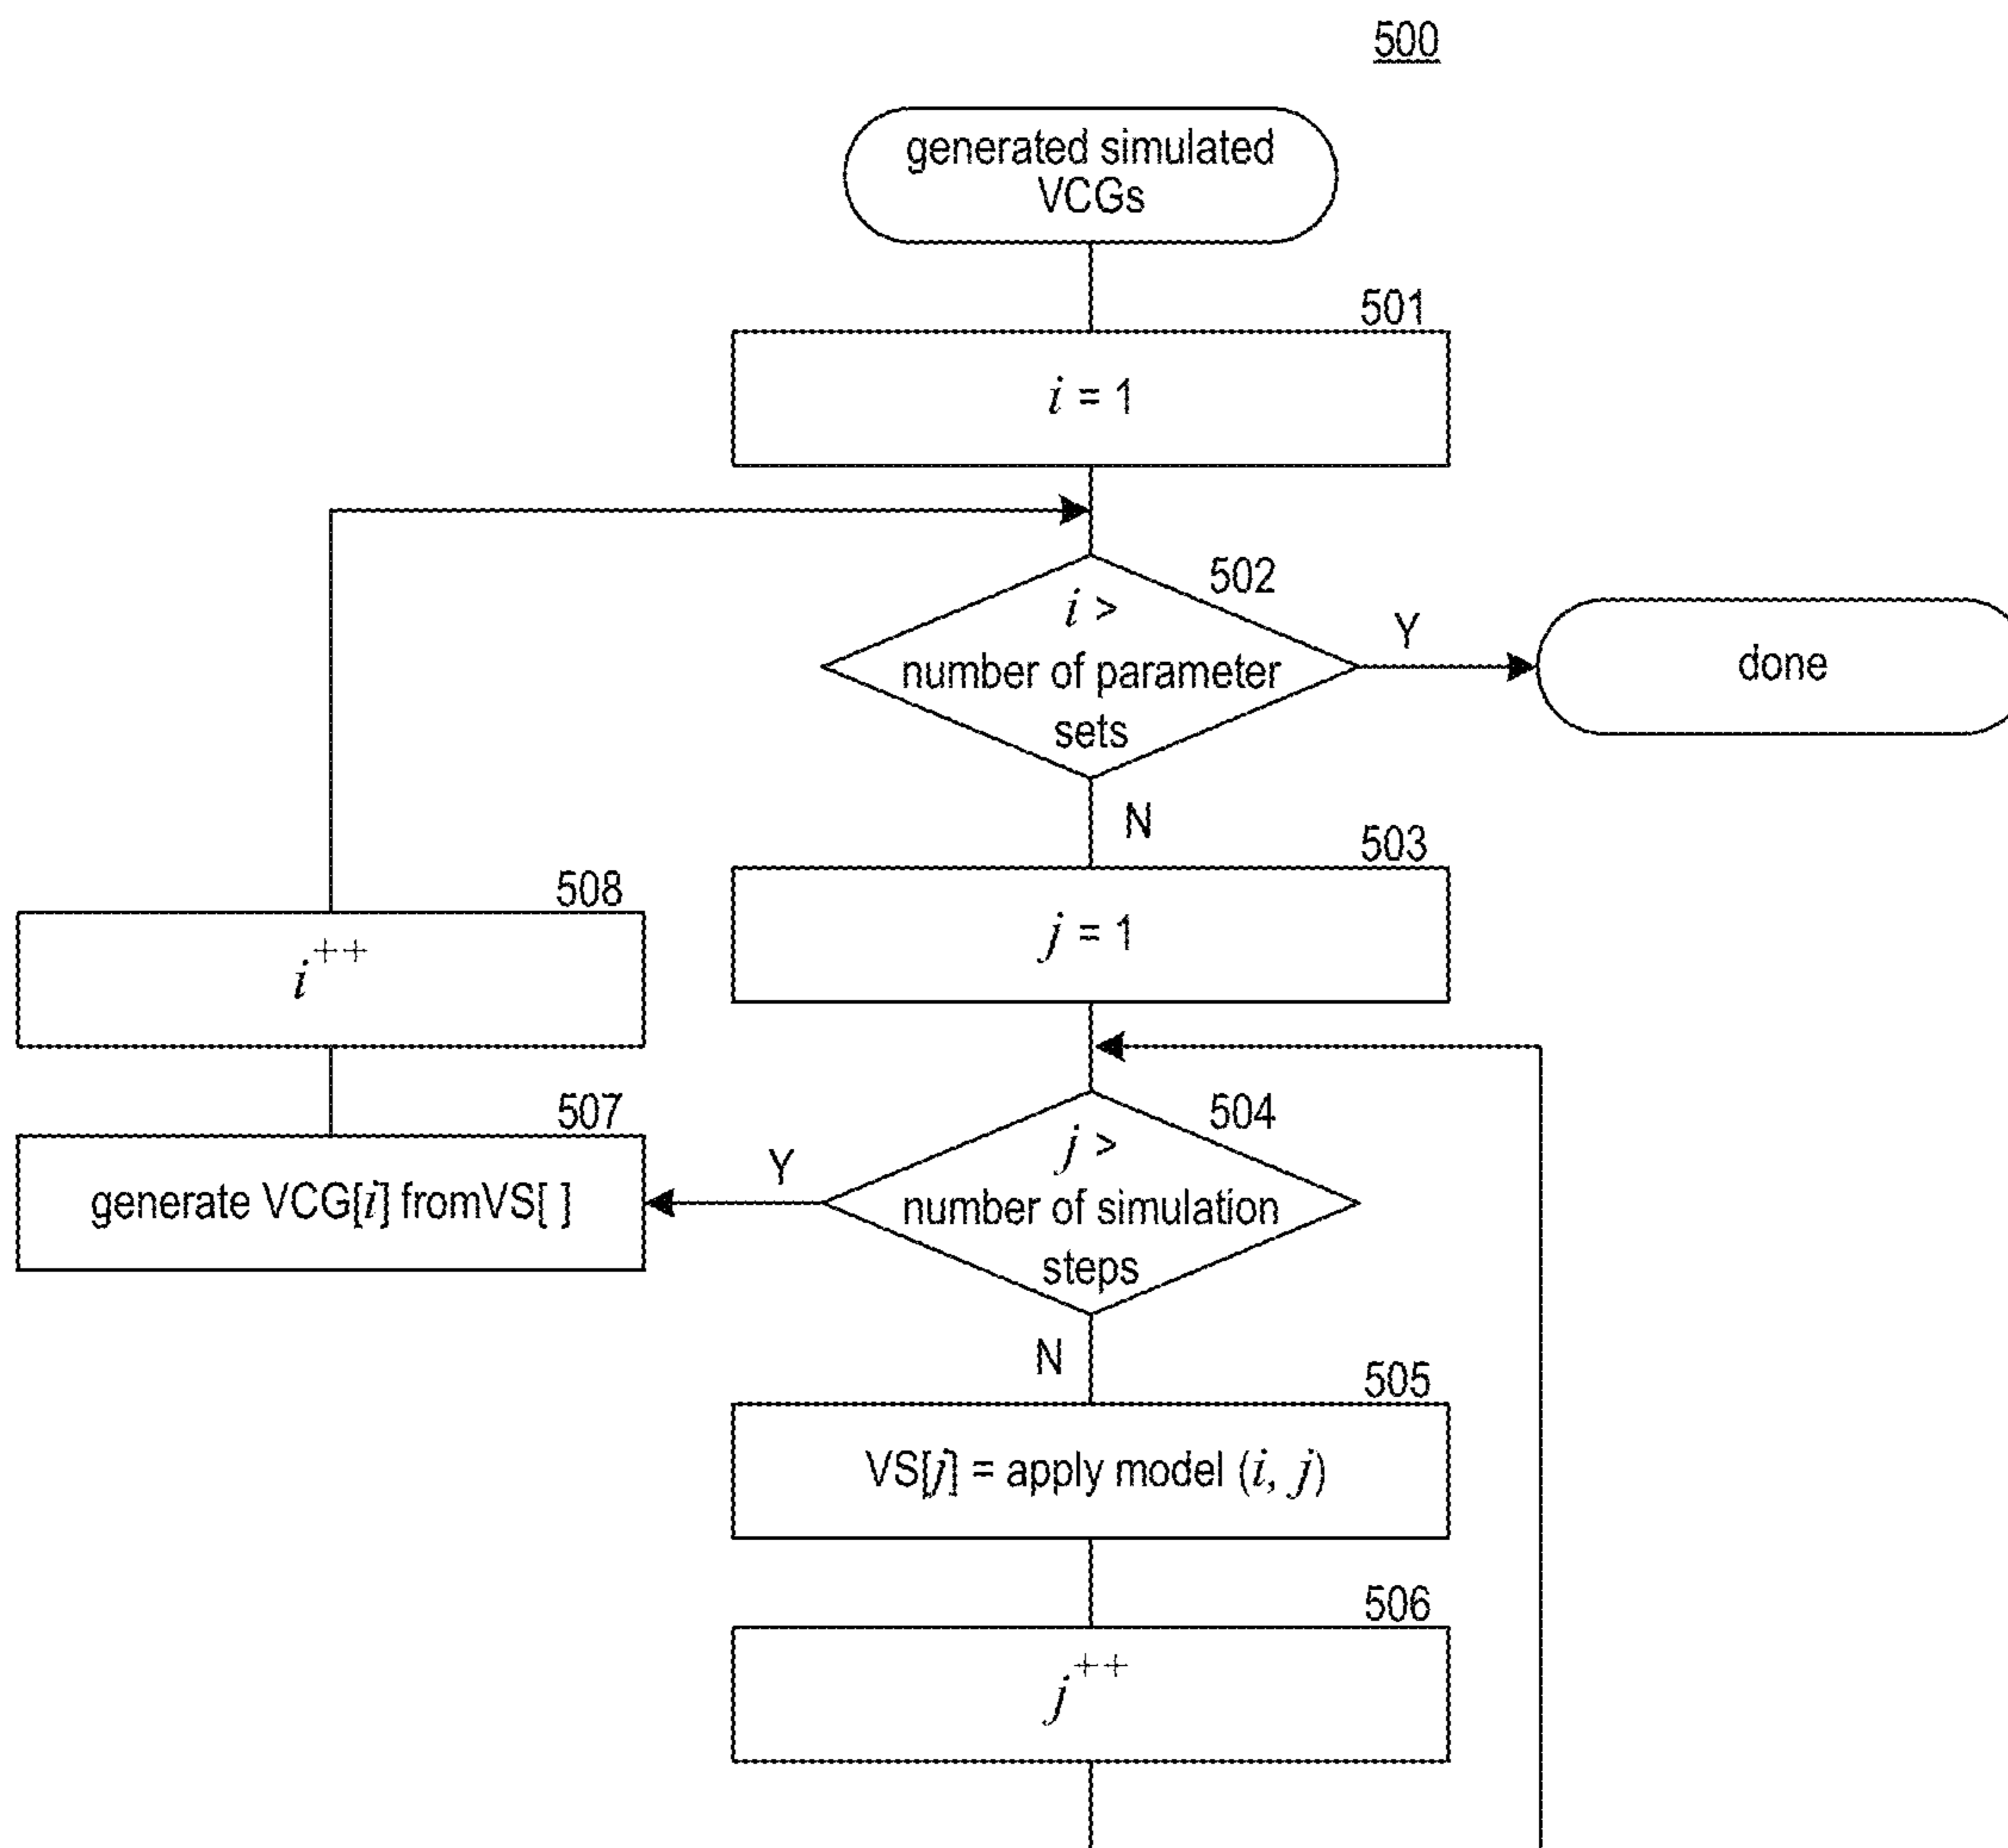 500
generated simulated
VCGs
501
i = 1
502
i >
number of parameter
sets
Y
done
N
503
j = 1
508
i++
504
j >
number of simulation
steps
Y
507
generate VCG[i] fromVS[ ]
N
505
VS[j] = apply model (i, j)
506
j++